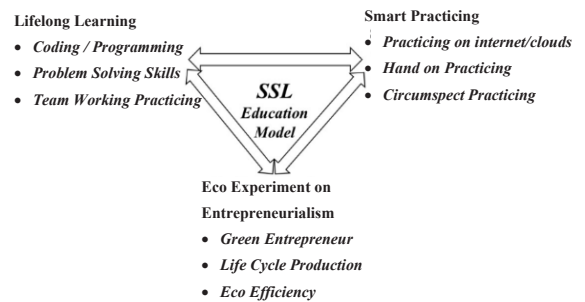 Lifelong Learning
• Coding / Programming
• Problem Solving Skills
• Team Working Practicing
Smart Practicing
• Practicing on internet/clouds
• Hand on Practicing
• Circumspect Practicing
SSL
Education
Model
Eco Experiment on
Entrepreneurialism
• Green Entrepreneur
• Life Cycle Production
• Eco Efficiency